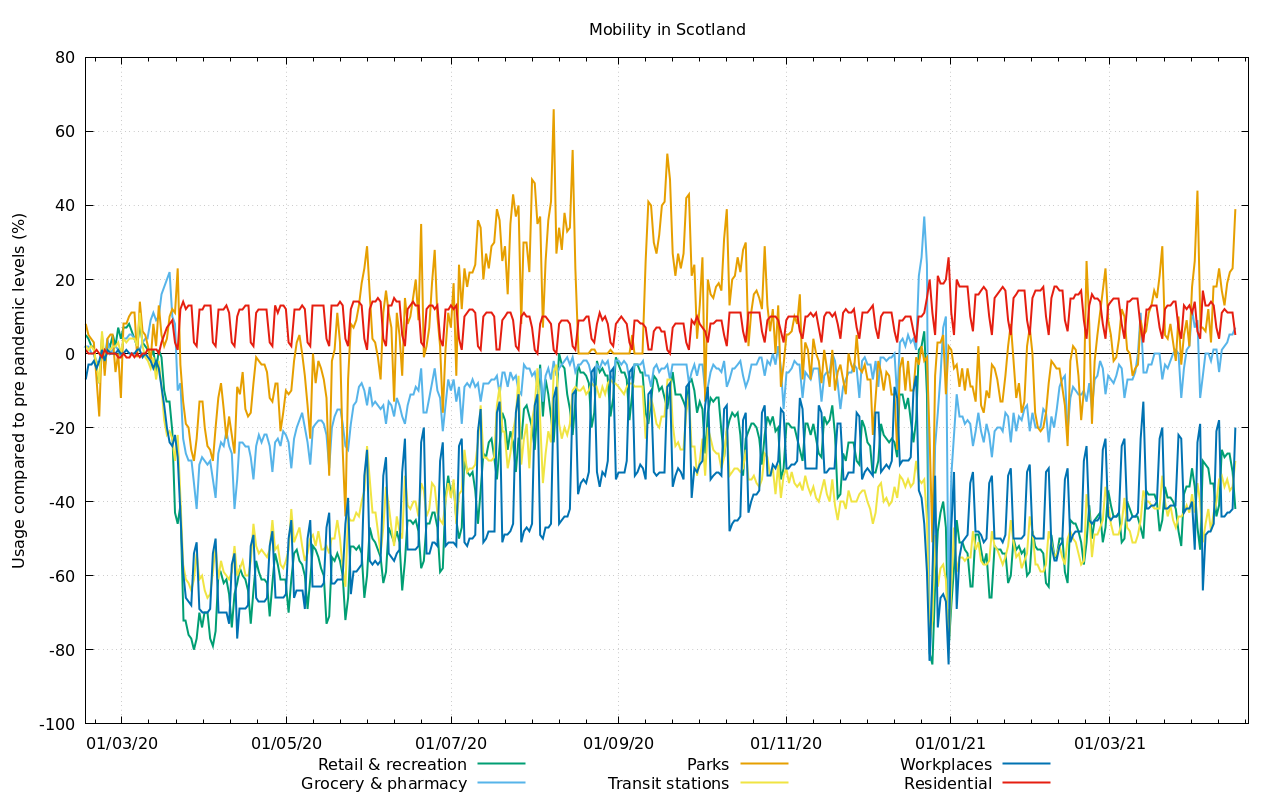 Mobility in Scotland
Usage compared to pre pandemic levels (%)
80
60
40
20
0
-20
-40
-60
-80
-100
01/03/20 01/05/20 01/07/20 01/09/20 01/11/20 01/01/21 01/03/21
Retail & recreation Parks Workplaces
Grocery & pharmacy Transit stations Residential